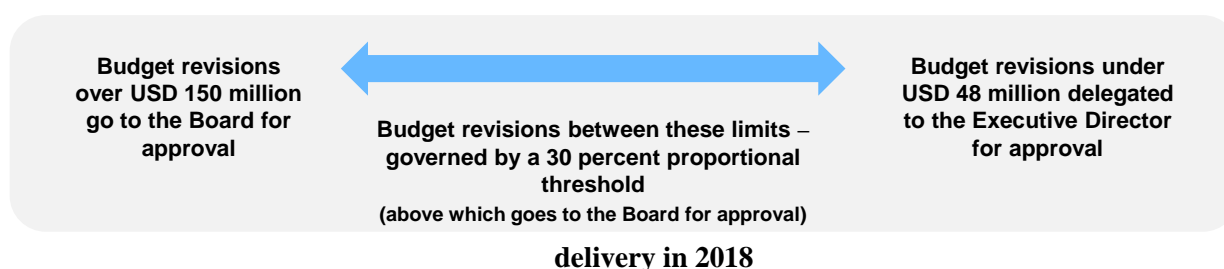 Budget revisions
over USD 150 million
go to the Board for
approval
Budget revisions between these limits –
governed by a 30 percent proportional
threshold
(above which goes to the Board for approval)
Budget revisions under
USD 48 million delegated
to the Executive Director
for approval
delivery in 2018